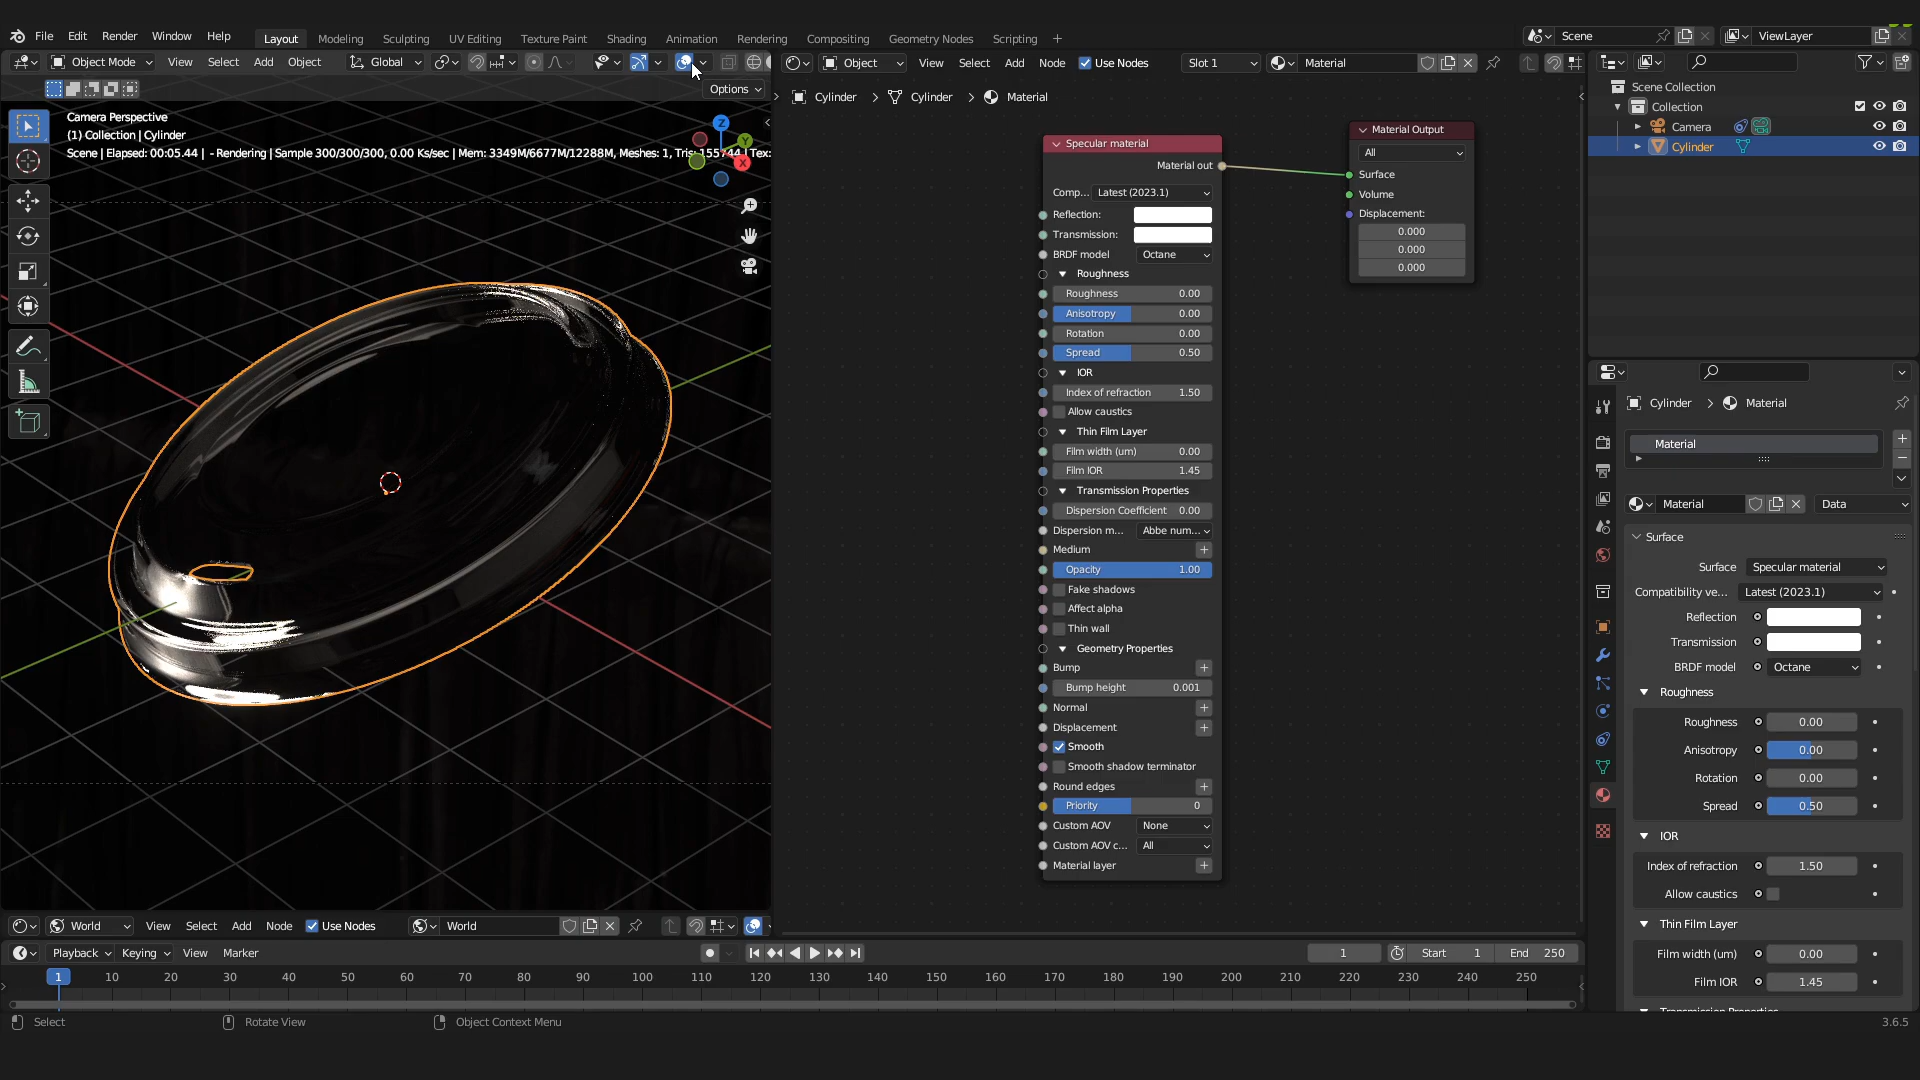 File Edit Render Window Help Layout Modeling Sculpting UV Editing Texture Paint Shading Animation Rendering Compositing Geometry Nodes Scripting + Scene ViewLayer
Object Mode View Select Add Object Global
Options
Camera Perspective
(1) Collection | Cylinder
Scene | Elapsed: 00:05.44 | - Rendering | Sample 300/300/300, 0.00 Ks/sec | Mem: 3349M/6677M/12288M, Meshes: 1, Tris: 155744 | Tex:
Z
Y
X
Object View Select Add Node Use Nodes Slot 1 Material
Cylinder > Cylinder > Material
Specular material
Material out
Comp... Latest (2023.1)
Reflection:
Transmission:
BRDF model Octane
Roughness
Roughness 0.00
Anisotropy 0.00
Rotation 0.00
Spread 0.50
IOR
Index of refraction 1.50
Allow caustics
Thin Film Layer
Film width (um) 0.00
Film IOR 1.45
Transmission Properties
Dispersion Coefficient 0.00
Dispersion m... Abbe num...
Medium
Opacity 1.00
Fake shadows
Affect alpha
Thin wall
Geometry Properties
Bump
Bump height 0.001
Normal
Displacement
Smooth
Smooth shadow terminator
Round edges
Priority 0
Custom AOV None
Custom AOV c... All
Material layer
Material Output
All
Surface
Volume
Displacement:
0.000
0.000
0.000
Scene Collection
Collection
Camera
Cylinder
Cylinder > Material
Material
Material Data
Surface
Surface Specular material
Compatibility ve... Latest (2023.1)
Reflection
Transmission
BRDF model Octane
Roughness
Roughness 0.00
Anisotropy 0.00
Rotation 0.00
Spread 0.50
IOR
Index of refraction 1.50
Allow caustics
Thin Film Layer
Film width (um) 0.00
Film IOR 1.45
Transmission Properties
World View Select Add Node Use Nodes World
Playback Keying View Marker 1 Start 1 End 250
1 10 20 30 40 50 60 70 80 90 100 110 120 130 140 150 160 170 180 190 200 210 220 230 240 250
Select Rotate View Object Context Menu 3.6.5